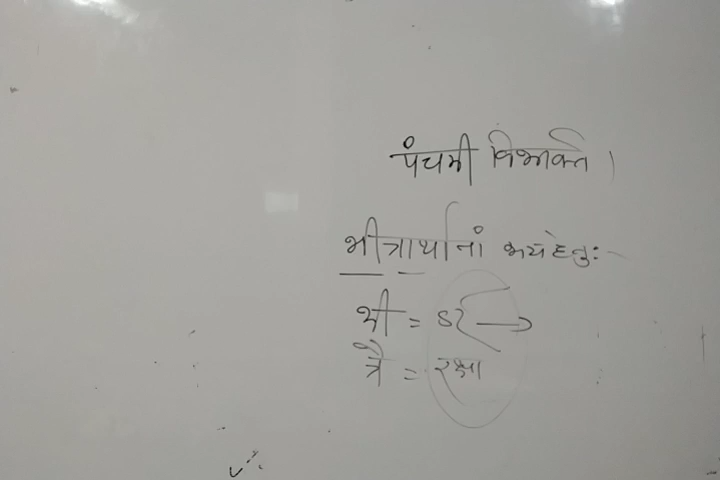 पंचमी विभक्ति ।
भीत्रार्थानां भयहेतुः -
भी = डर →
त्रै = रक्षा